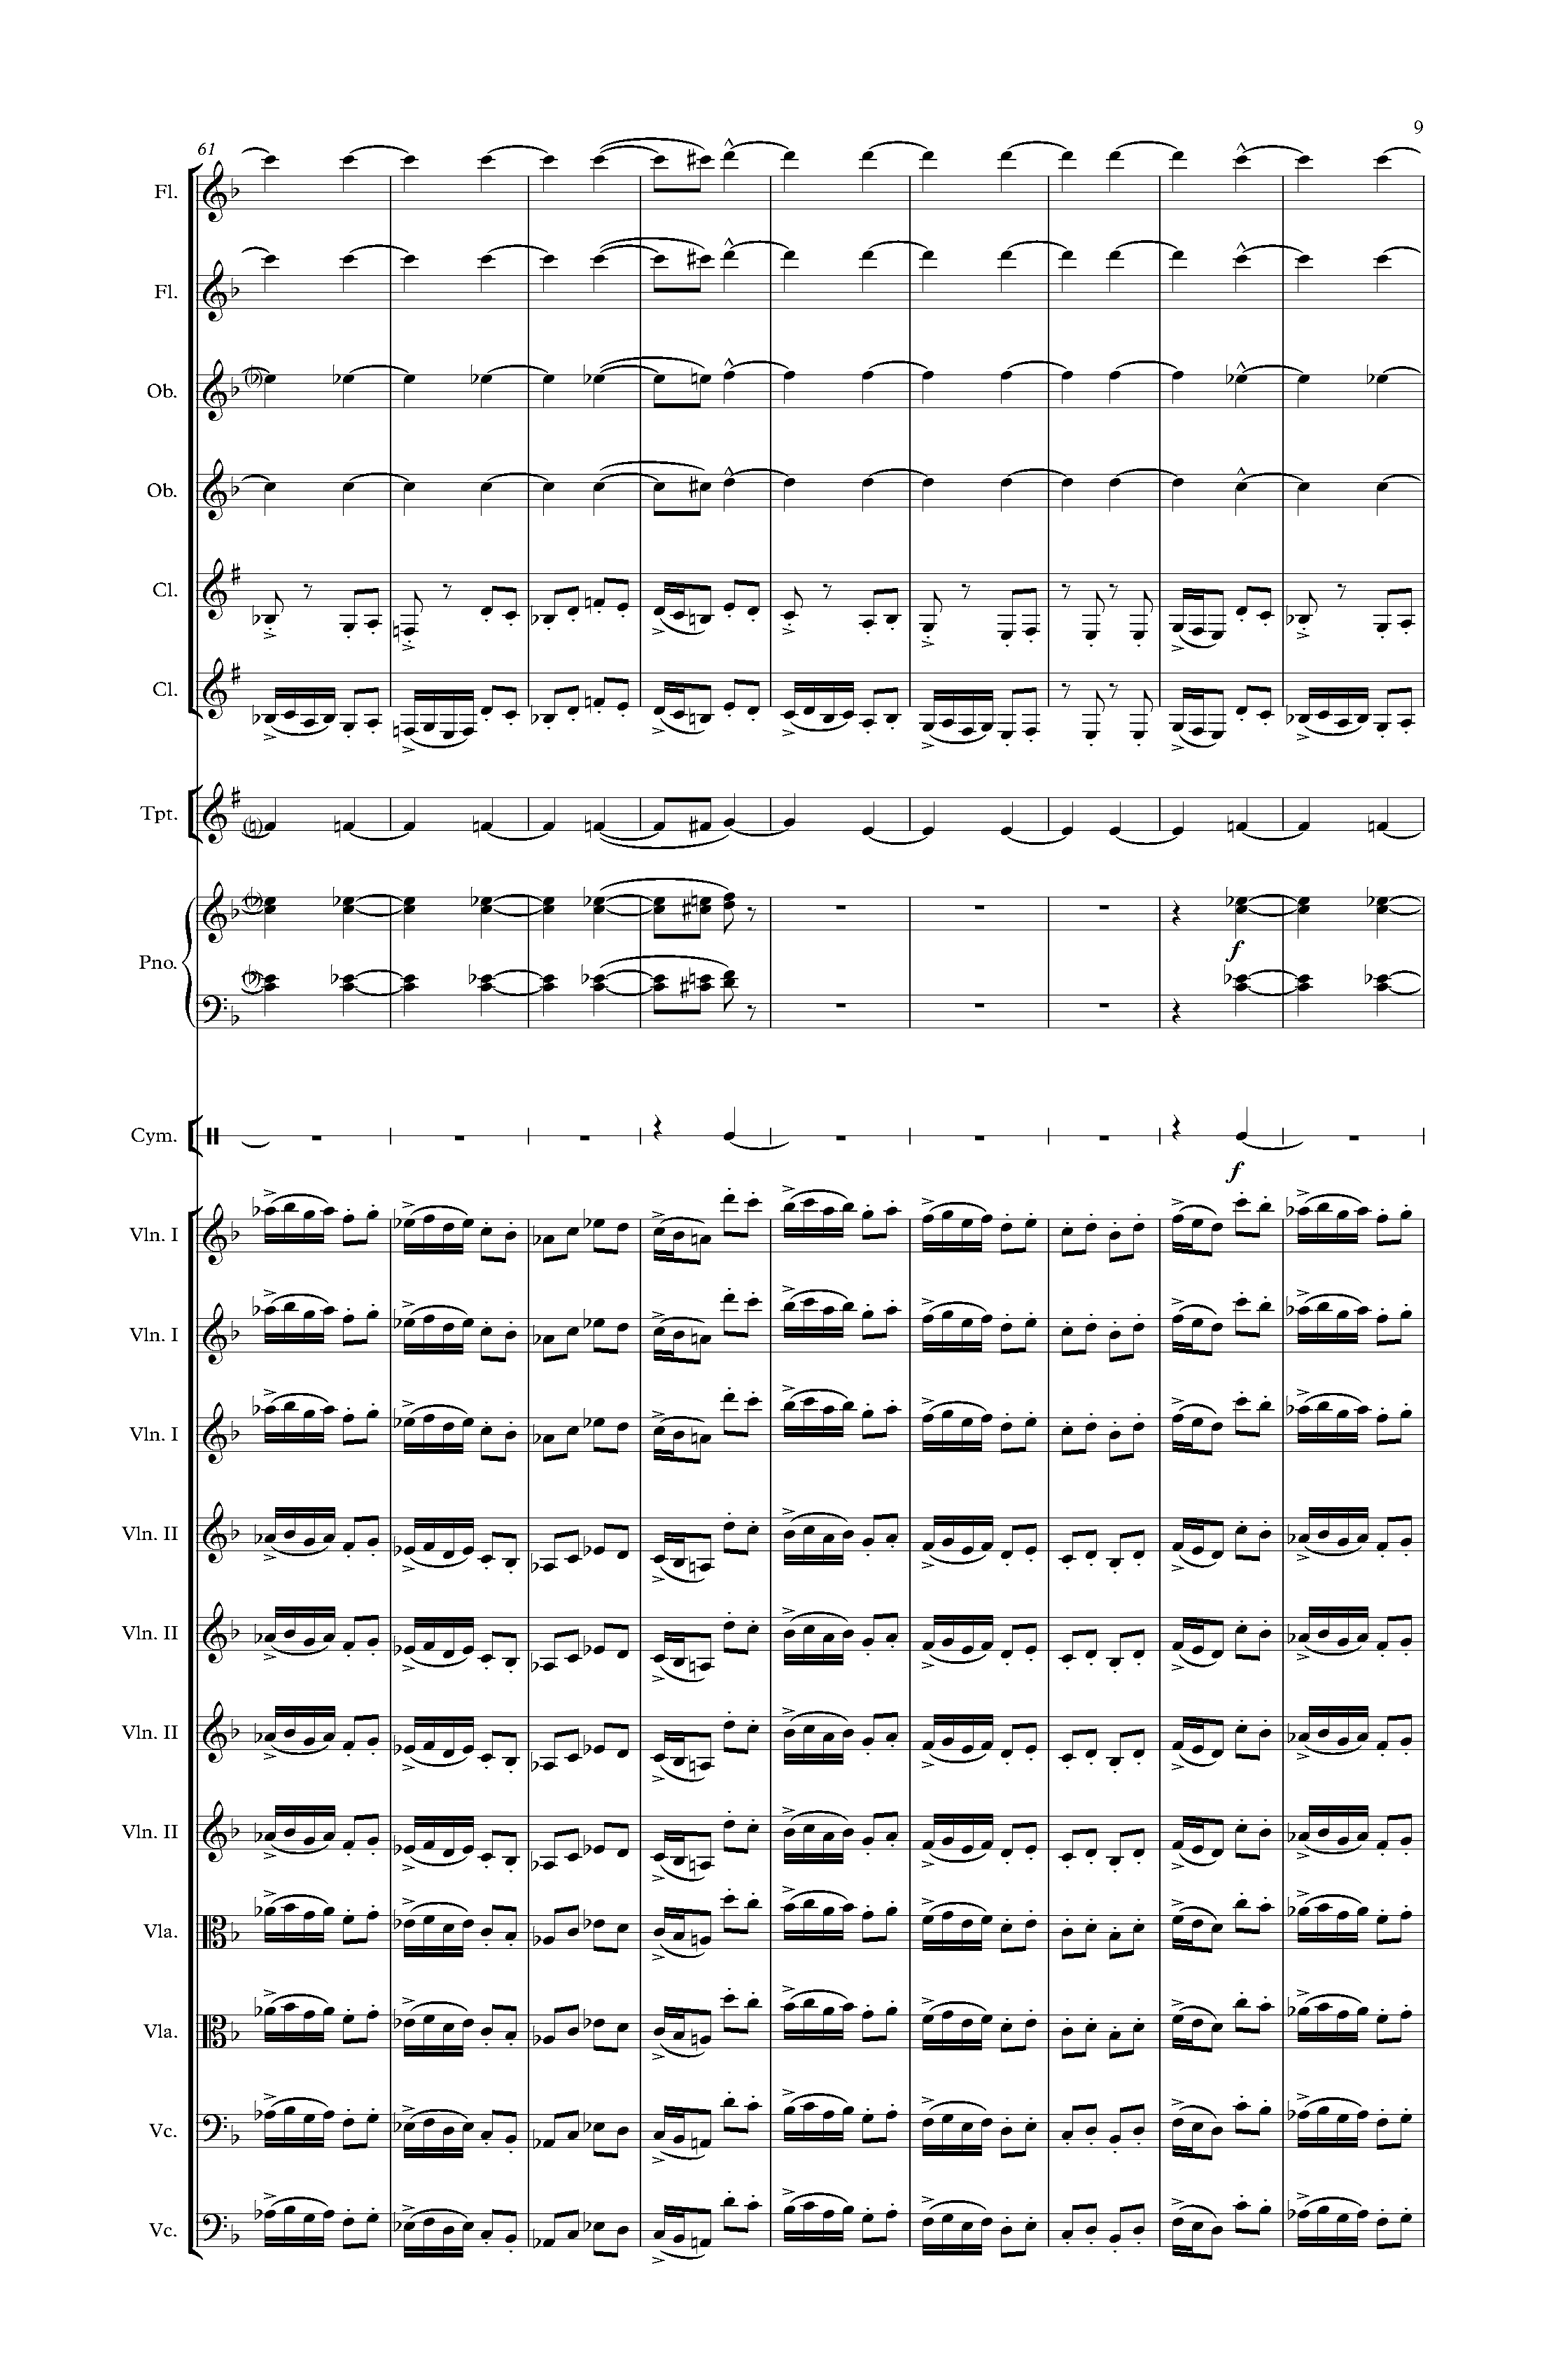 9
61
Fl.
Fl.
Ob.
Ob.
Cl.
Cl.
Tpt.
Pno.
f
Cym.
f
Vln. I
Vln. I
Vln. I
Vln. II
Vln. II
Vln. II
Vln. II
Vla.
Vla.
Vc.
Vc.